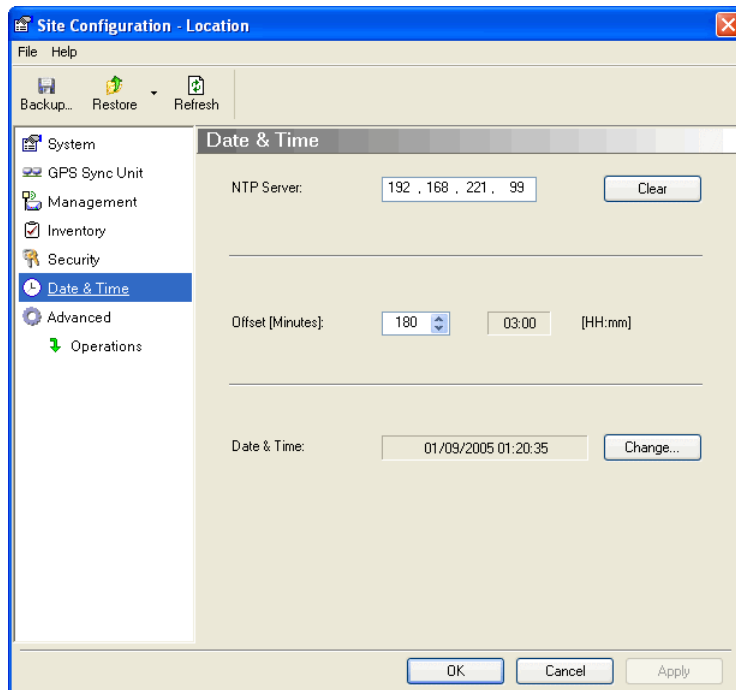 Site Configuration - Location
File Help
Backup... Restore Refresh
System
GPS Sync Unit
Management
Inventory
Security
Date & Time
Advanced
Operations
Date & Time
NTP Server: 192 . 168 . 221 . 99 Clear
Offset [Minutes]: 180 03:00 [HH:mm]
Date & Time: 01/09/2005 01:20:35 Change...
OK Cancel Apply